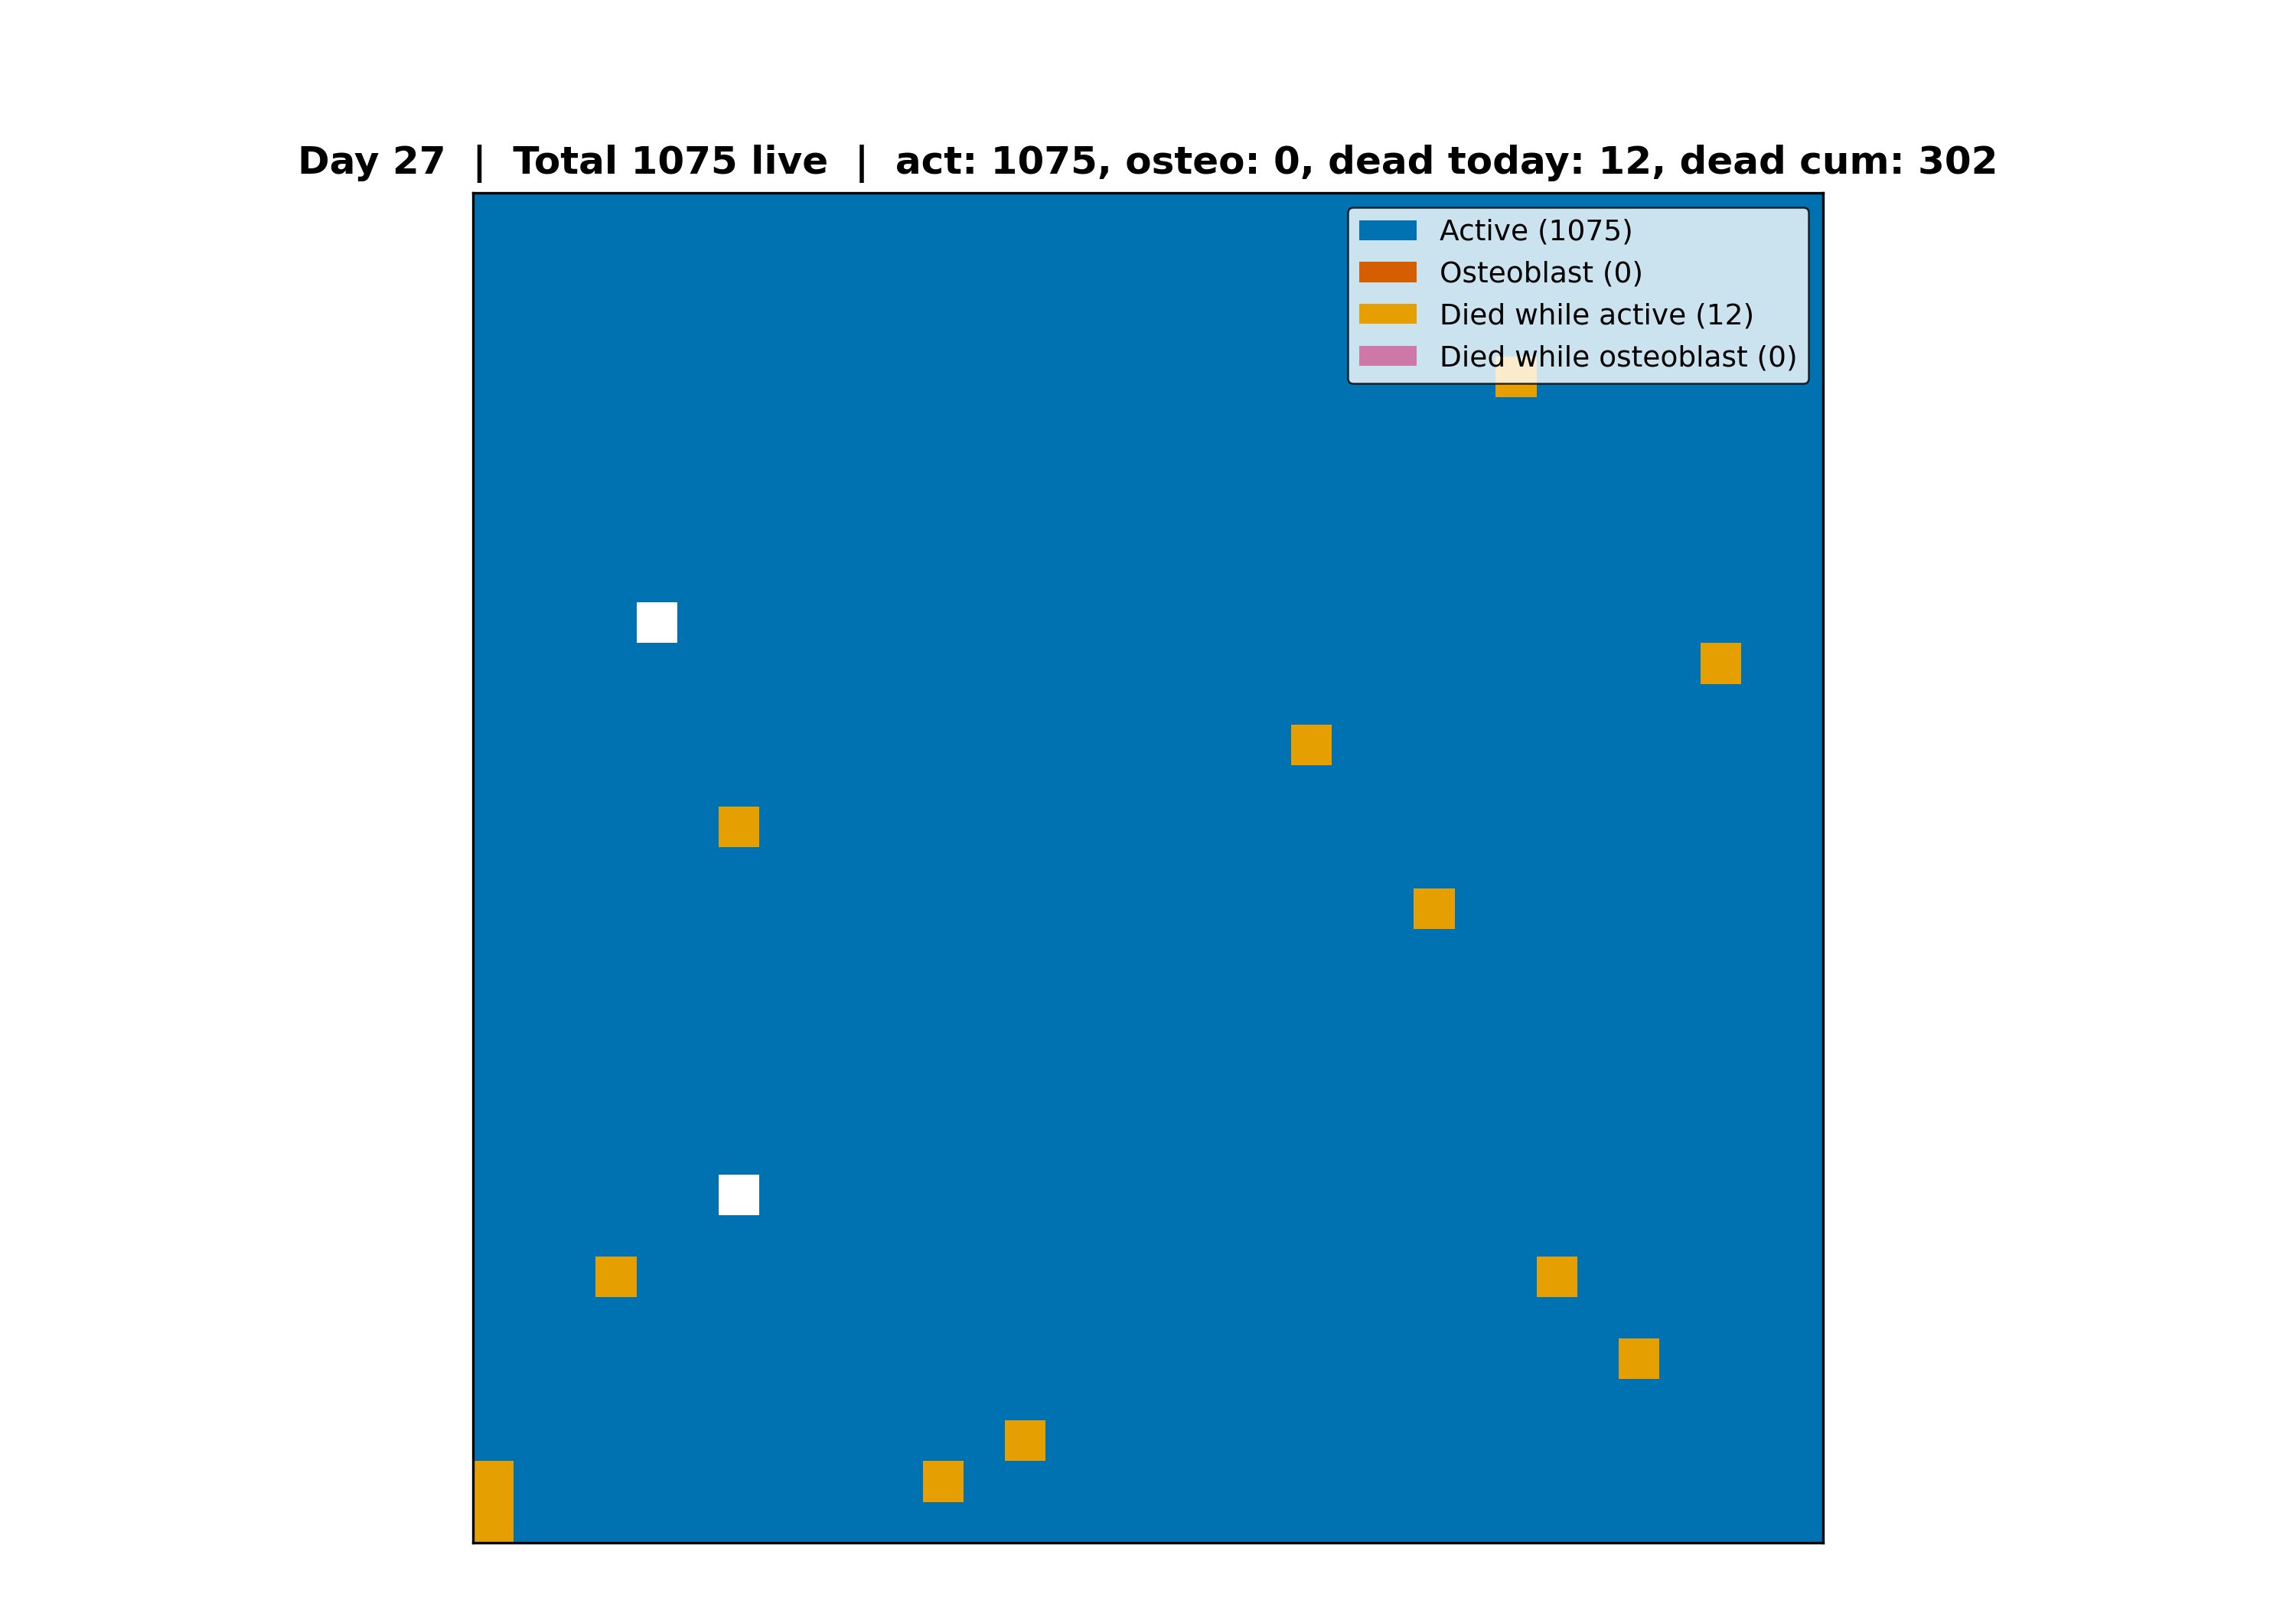 Day 27 | Total 1075 live | act: 1075, osteo: 0, dead today: 12, dead cum: 302
Active (1075)
Osteoblast (0)
Died while active (12)
Died while osteoblast (0)